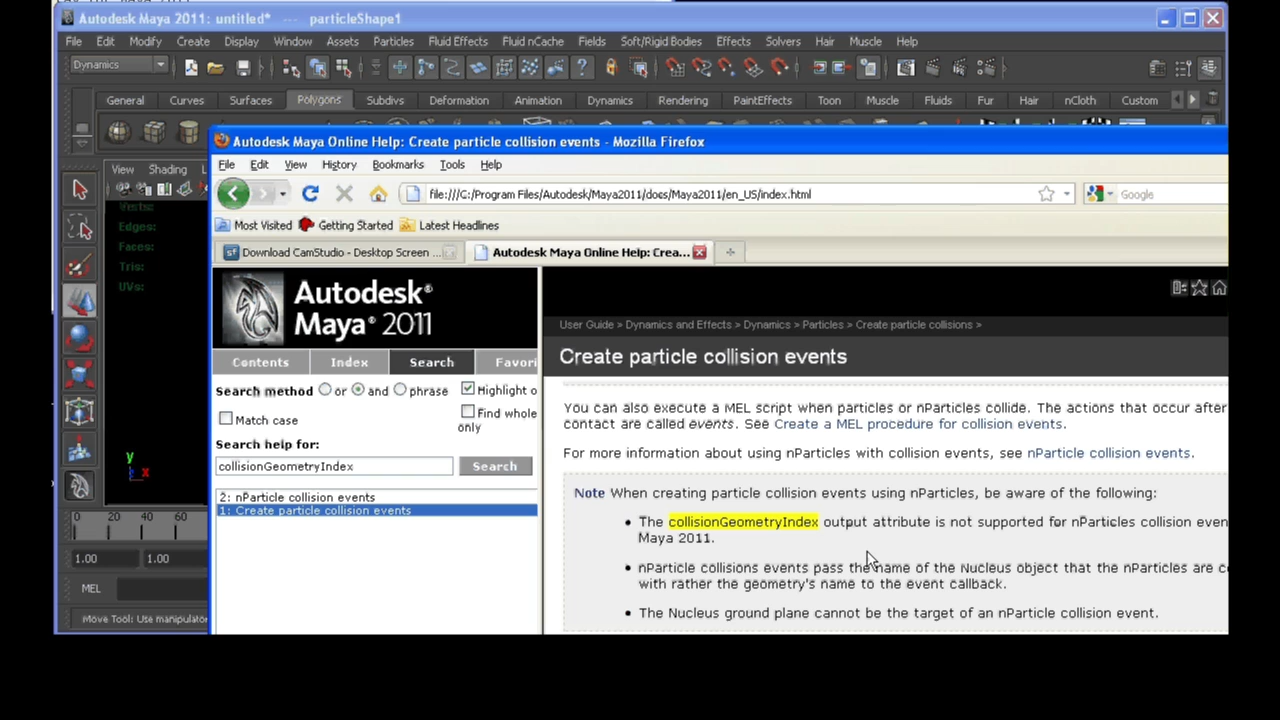 Autodesk Maya 2011: untitled* --- particleShape1
File Edit Modify Create Display Window Assets Particles Fluid Effects Fluid nCache Fields Soft/Rigid Bodies Effects Solvers Hair Muscle Help
Dynamics
General Curves Surfaces Polygons Subdivs Deformation Animation Dynamics Rendering PaintEffects Toon Muscle Fluids Fur Hair nCloth Custom
Autodesk Maya Online Help: Create particle collision events - Mozilla Firefox
File Edit View History Bookmarks Tools Help
View Shading L
file:///C:/Program Files/Autodesk/Maya2011/docs/Maya2011/en_US/index.html
Google
Verts:
Edges:
Faces:
Tris:
UVs:
Most Visited Getting Started Latest Headlines
Download CamStudio - Desktop Screen ...
Autodesk Maya Online Help: Crea...
Autodesk®
Maya® 2011
User Guide > Dynamics and Effects > Dynamics > Particles > Create particle collisions >
Contents Index Search Favori
Create particle collision events
Search method or and phrase Highlight o
Match case
Find whole
only
Search help for:
collisionGeometryIndex Search
2: nParticle collision events
1: Create particle collision events
You can also execute a MEL script when particles or nParticles collide. The actions that occur after
contact are called events. See Create a MEL procedure for collision events.
For more information about using nParticles with collision events, see nParticle collision events.
Note When creating particle collision events using nParticles, be aware of the following:
• The collisionGeometryIndex output attribute is not supported for nParticles collision even
Maya 2011.
• nParticle collisions events pass the name of the Nucleus object that the nParticles are c
with rather the geometry's name to the event callback.
• The Nucleus ground plane cannot be the target of an nParticle collision event.
y
x
0 20 40 60
1.00 1.00
MEL
Move Tool: Use manipulator